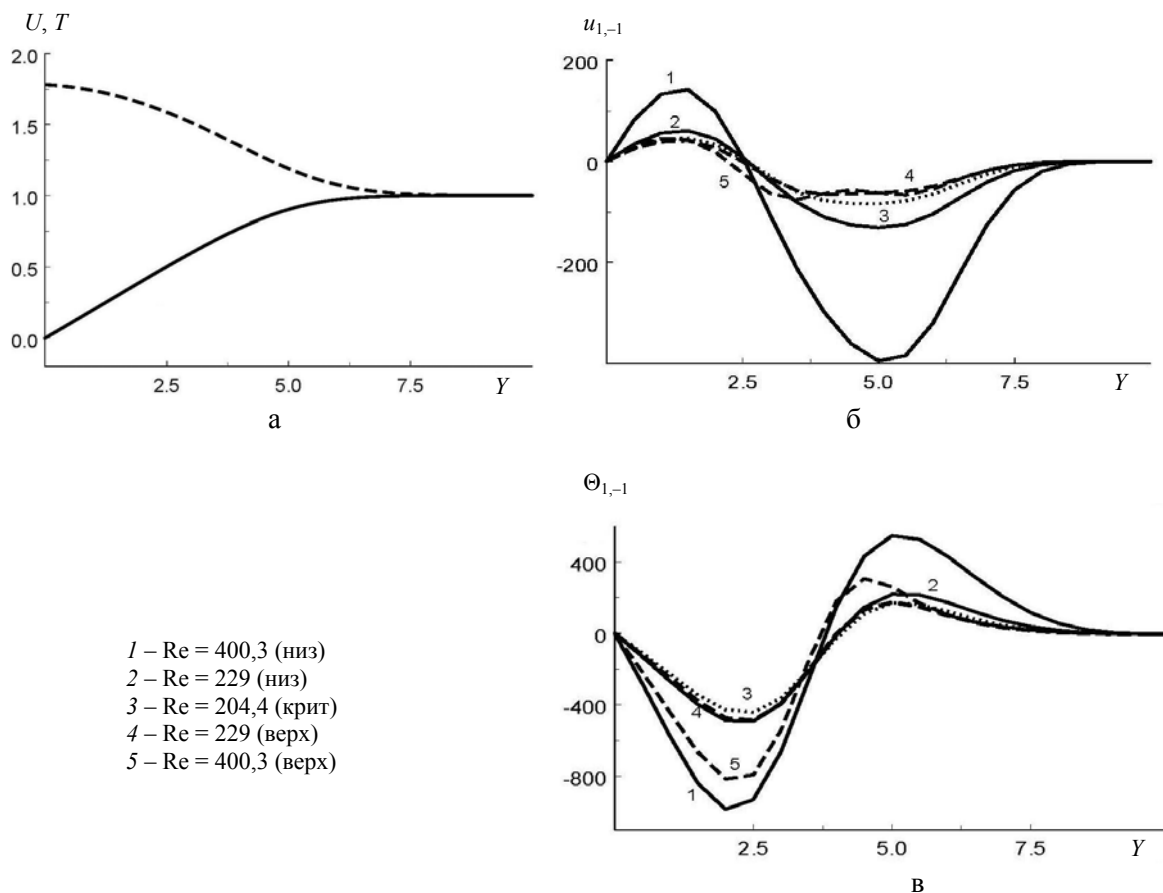 U, T
2.0
1.5
1.0
0.5
0.0
2.5 5.0 7.5 Y
а
u1,–1
200
0
-200
1
2
4
5
3
2.5 5.0 7.5 Y
б
1 – Re = 400,3 (низ)
2 – Re = 229 (низ)
3 – Re = 204,4 (крит)
4 – Re = 229 (верх)
5 – Re = 400,3 (верх)
Θ1,–1
400
0
-400
-800
2
3
4
5
1
2.5 5.0 7.5 Y
в